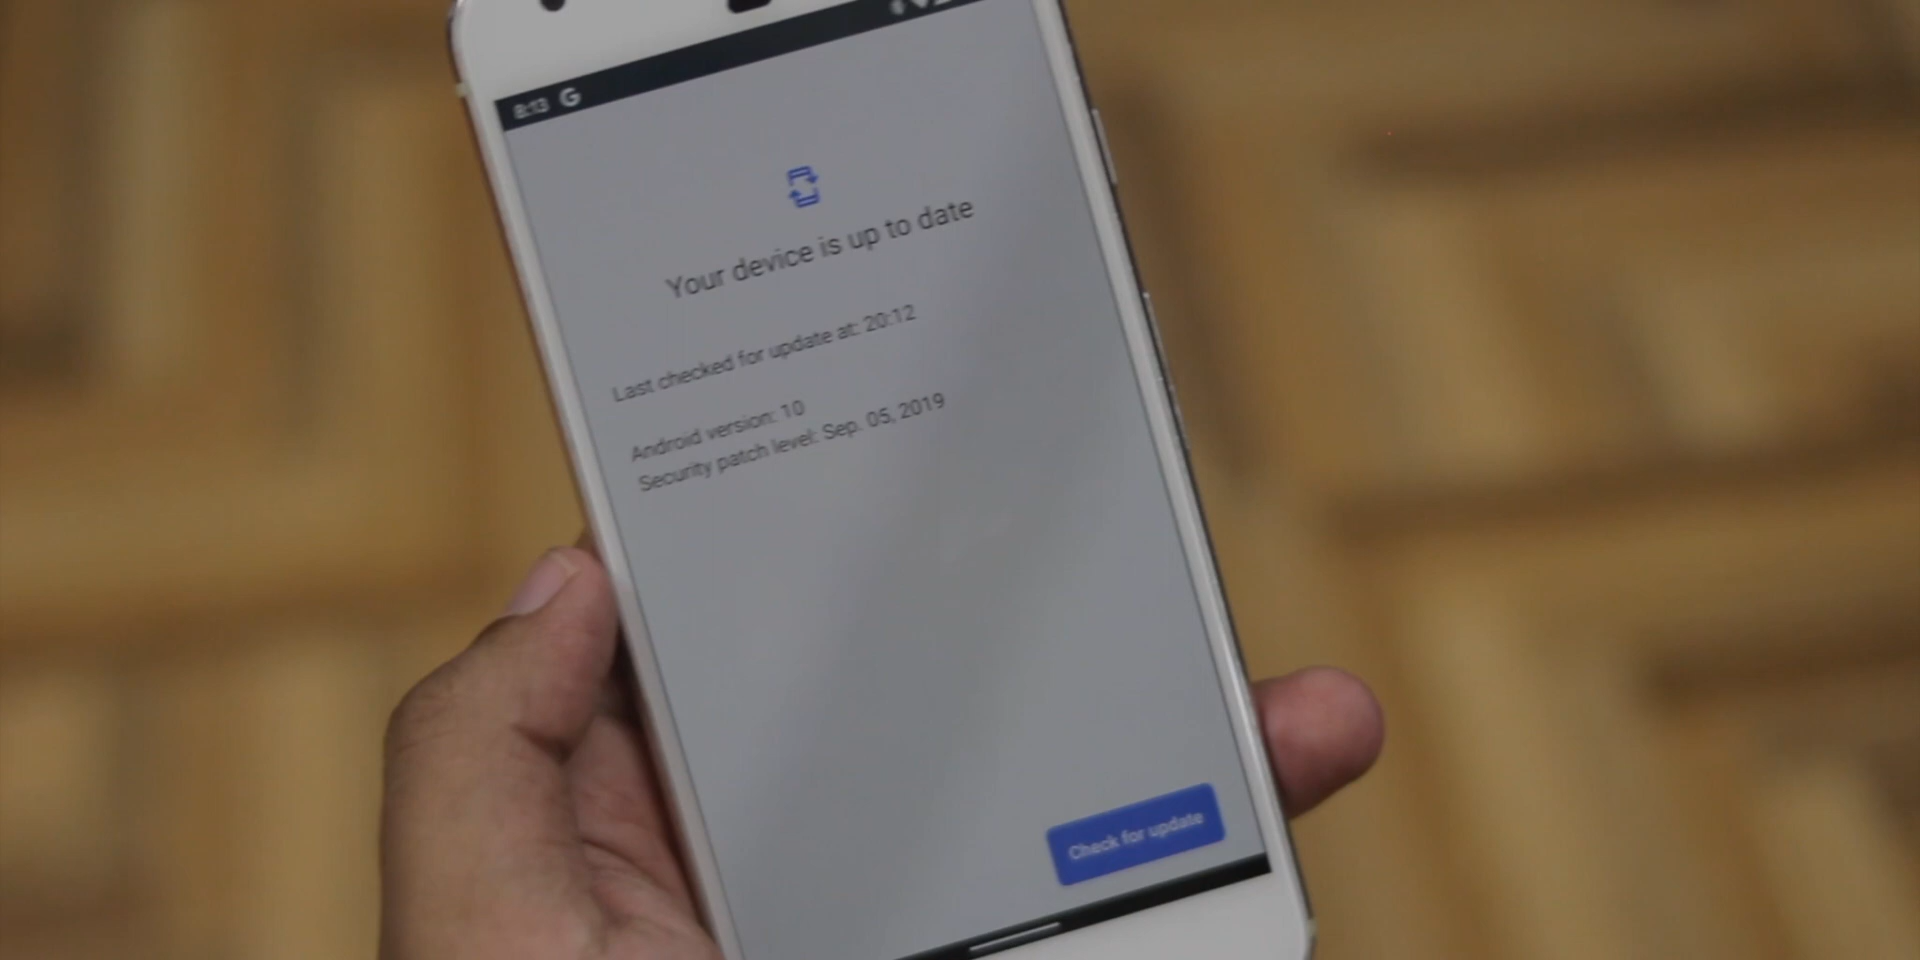 8:13 G
Your device is up to date
Last checked for update at: 20:12
Android version: 10
Security patch level: Sep. 05, 2019
Check for update